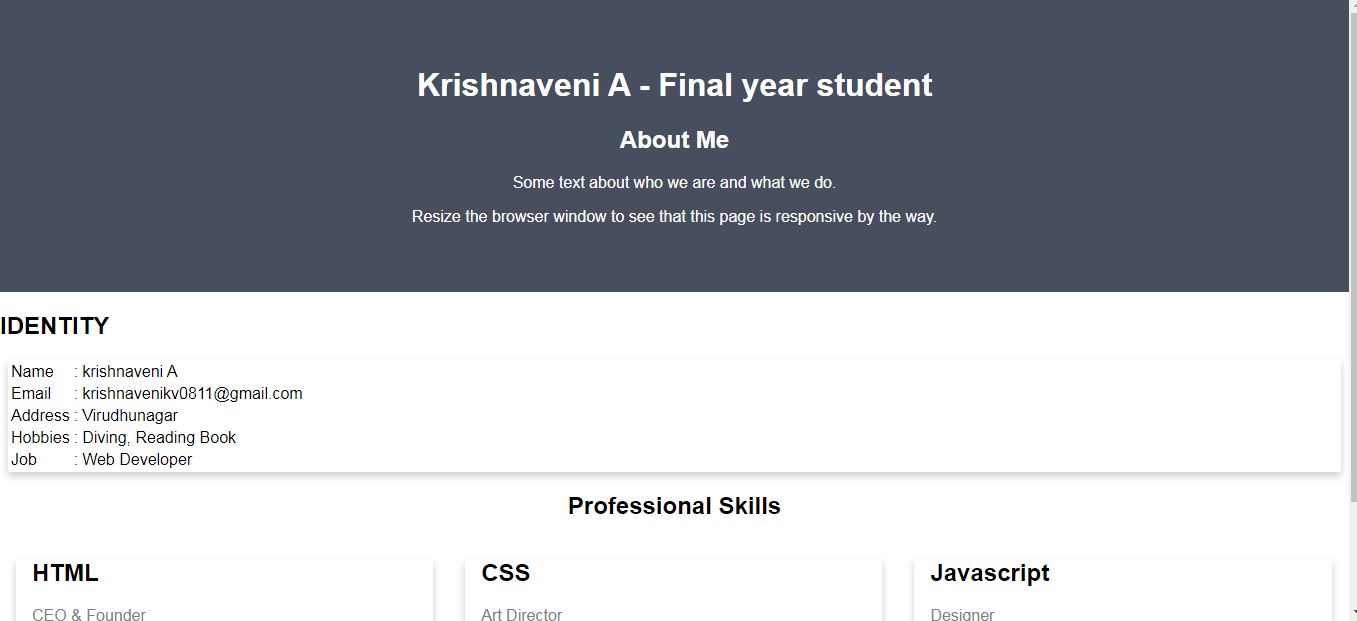 Krishnaveni A - Final year student
About Me
Some text about who we are and what we do.
Resize the browser window to see that this page is responsive by the way.
IDENTITY
Name : krishnaveni A
Email : krishnavenikv0811@gmail.com
Address : Virudhunagar
Hobbies : Diving, Reading Book
Job : Web Developer
Professional Skills
HTML
CEO & Founder
CSS
Art Director
Javascript
Designer